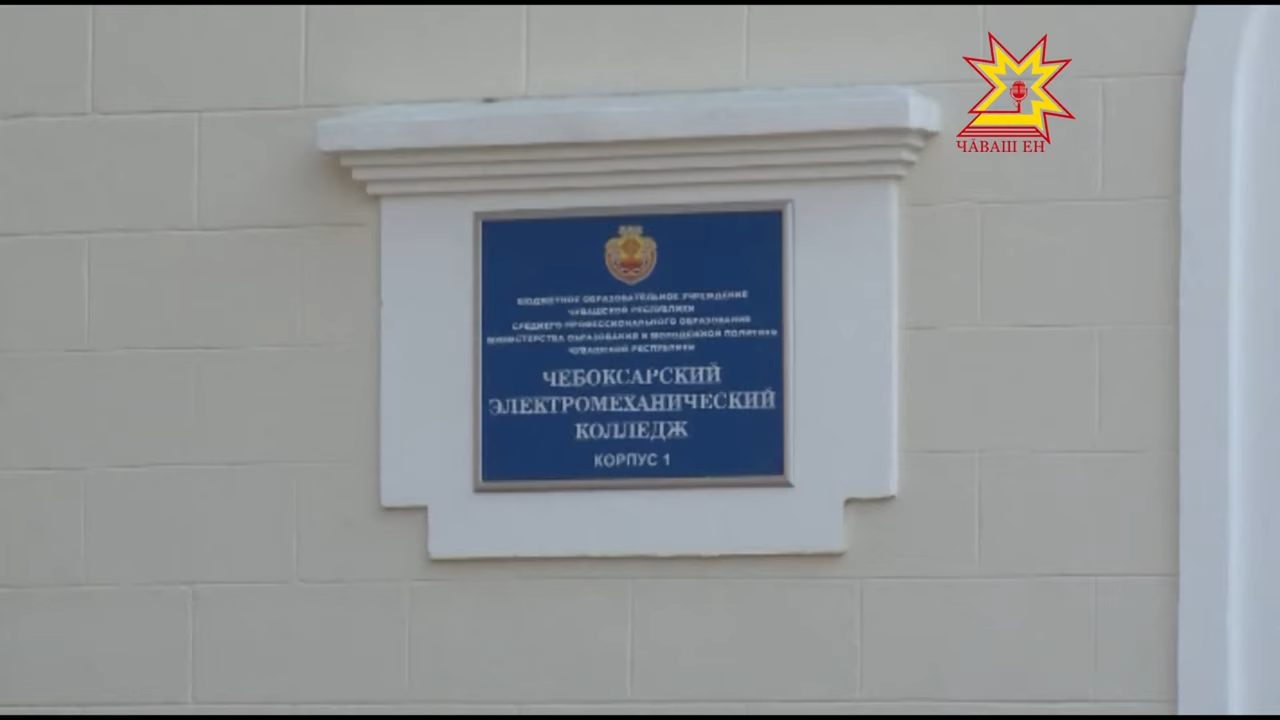 ЧӐВАШ ЕН
БЮДЖЕТНОЕ ОБРАЗОВАТЕЛЬНОЕ УЧРЕЖДЕНИЕ
ЧУВАШСКОЙ РЕСПУБЛИКИ
СРЕДНЕГО ПРОФЕССИОНАЛЬНОГО ОБРАЗОВАНИЯ
МИНИСТЕРСТВА ОБРАЗОВАНИЯ И МОЛОДЕЖНОЙ ПОЛИТИКИ
ЧУВАШСКОЙ РЕСПУБЛИКИ
ЧЕБОКСАРСКИЙ
ЭЛЕКТРОМЕХАНИЧЕСКИЙ
КОЛЛЕДЖ
КОРПУС 1